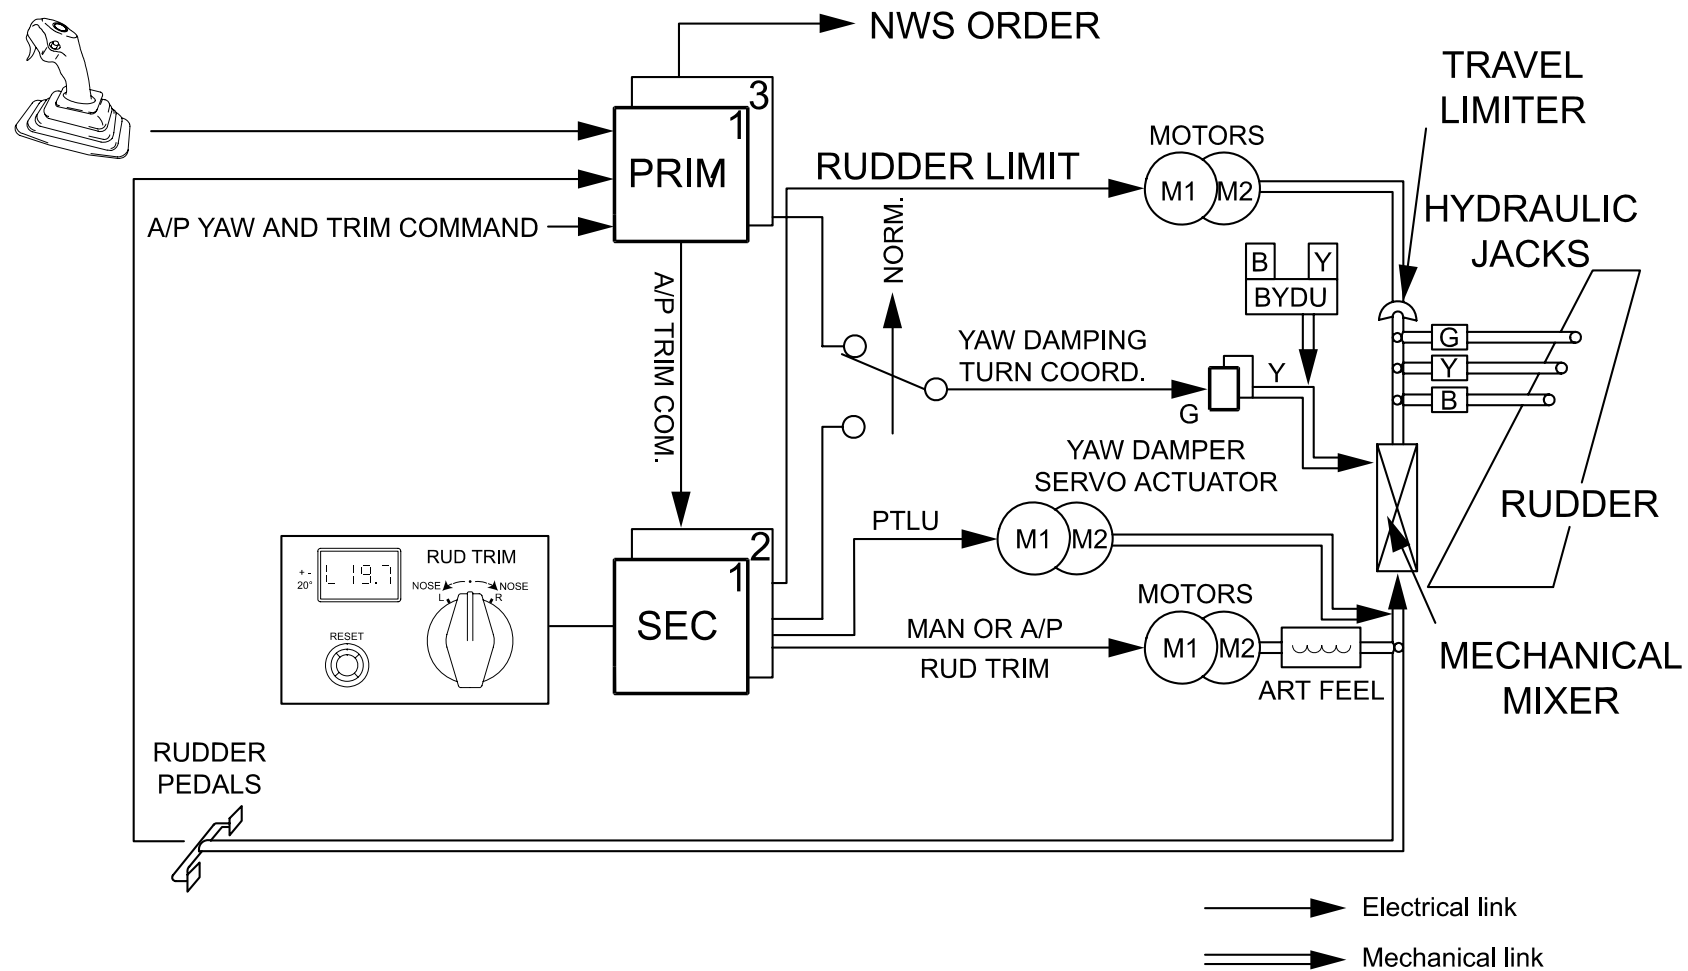 NWS ORDER
TRAVEL
LIMITER
3
1
PRIM
MOTORS
RUDDER LIMIT
M1
M2
HYDRAULIC
JACKS
A/P YAW AND TRIM COMMAND
NORM.
B
Y
BYDU
A/P TRIM COM.
YAW DAMPING
TURN COORD.
Y
G
G
Y
B
YAW DAMPER
SERVO ACTUATOR
RUDDER
PTLU
M1
M2
2
1
SEC
RUD TRIM
+ -
20°
L 19.7
NOSE
NOSE
L
R
RESET
MOTORS
MAN OR A/P
RUD TRIM
M1
M2
ART FEEL
MECHANICAL
MIXER
RUDDER
PEDALS
Electrical link
Mechanical link